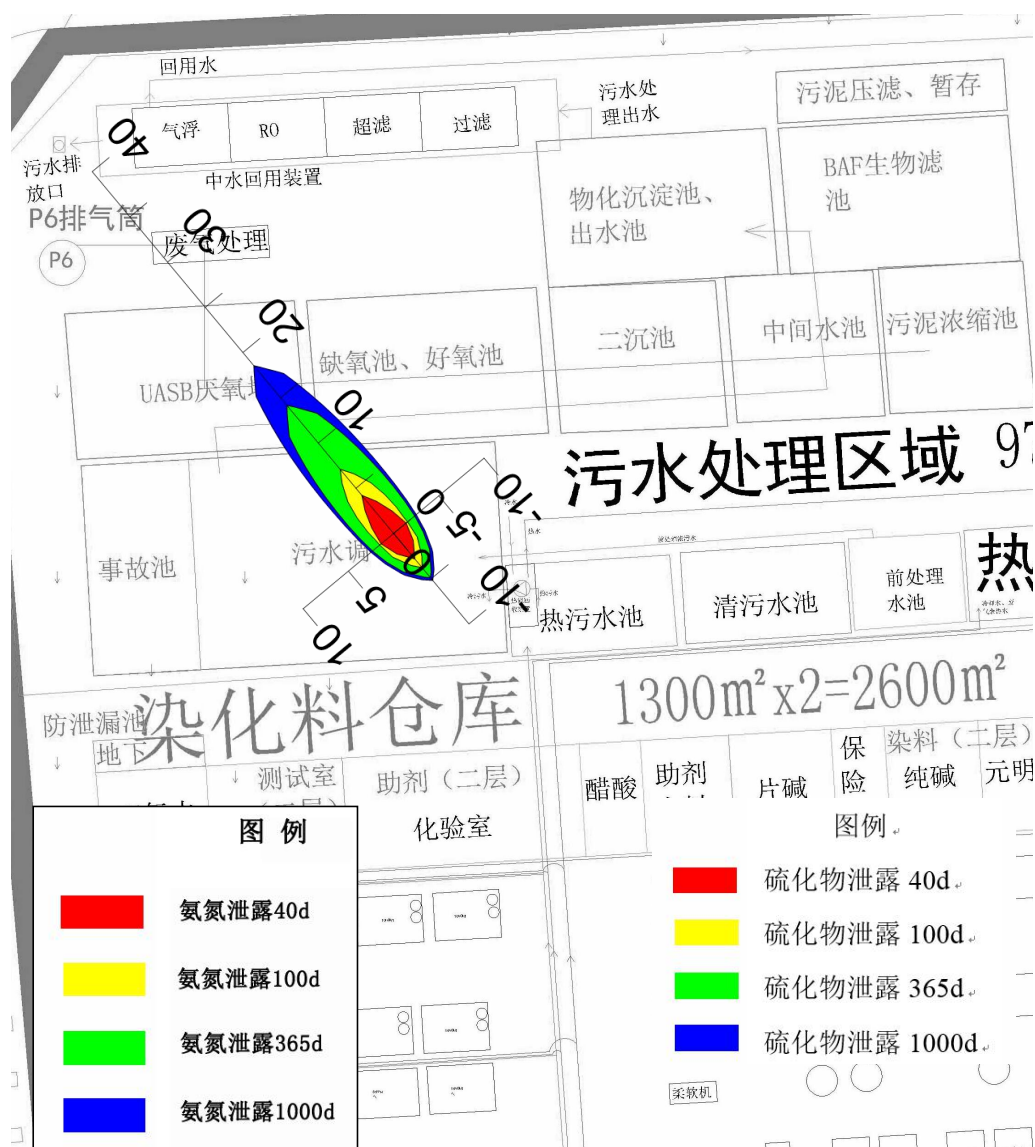 回用水
污水处
理出水
污泥压滤、暂存
气浮
RO
超滤
过滤
40
污水排
放口
中水回用装置
物化沉淀池、
出水池
BAF生物滤
池
P6排气筒
P6
30
废气处理
20
二沉池
中间水池
污泥浓缩池
缺氧池、好氧池
UASB厌氧
10
污水处理区域 97
-10
-5
0
事故池
污水调
0
5
10
-10
热水
热污水池
清污水池
前处理
水池
热
染化料仓库
1300m²x2=2600m²
防泄漏池
地下
测试室
助剂（二层）
化验室
醋酸
助剂
片碱
保
险
染料（二层）
纯碱
元明
图 例
氨氮泄露40d
氨氮泄露100d
氨氮泄露365d
氨氮泄露1000d
图例
硫化物泄露 40d
硫化物泄露 100d
硫化物泄露 365d
硫化物泄露 1000d
柔软机